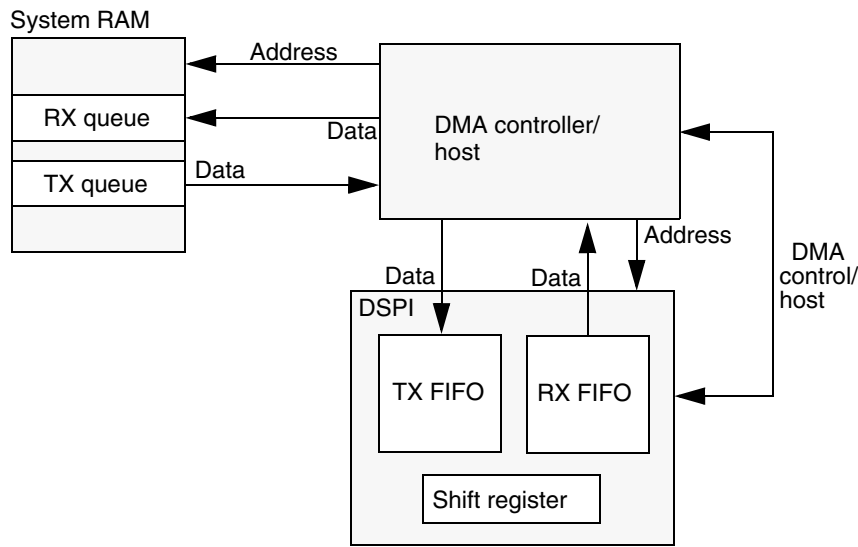 System RAM
Address
RX queue
Data
DMA controller/
host
TX queue
Data
Address
DMA
control/
host
Data
Data
DSPI
TX FIFO
RX FIFO
Shift register